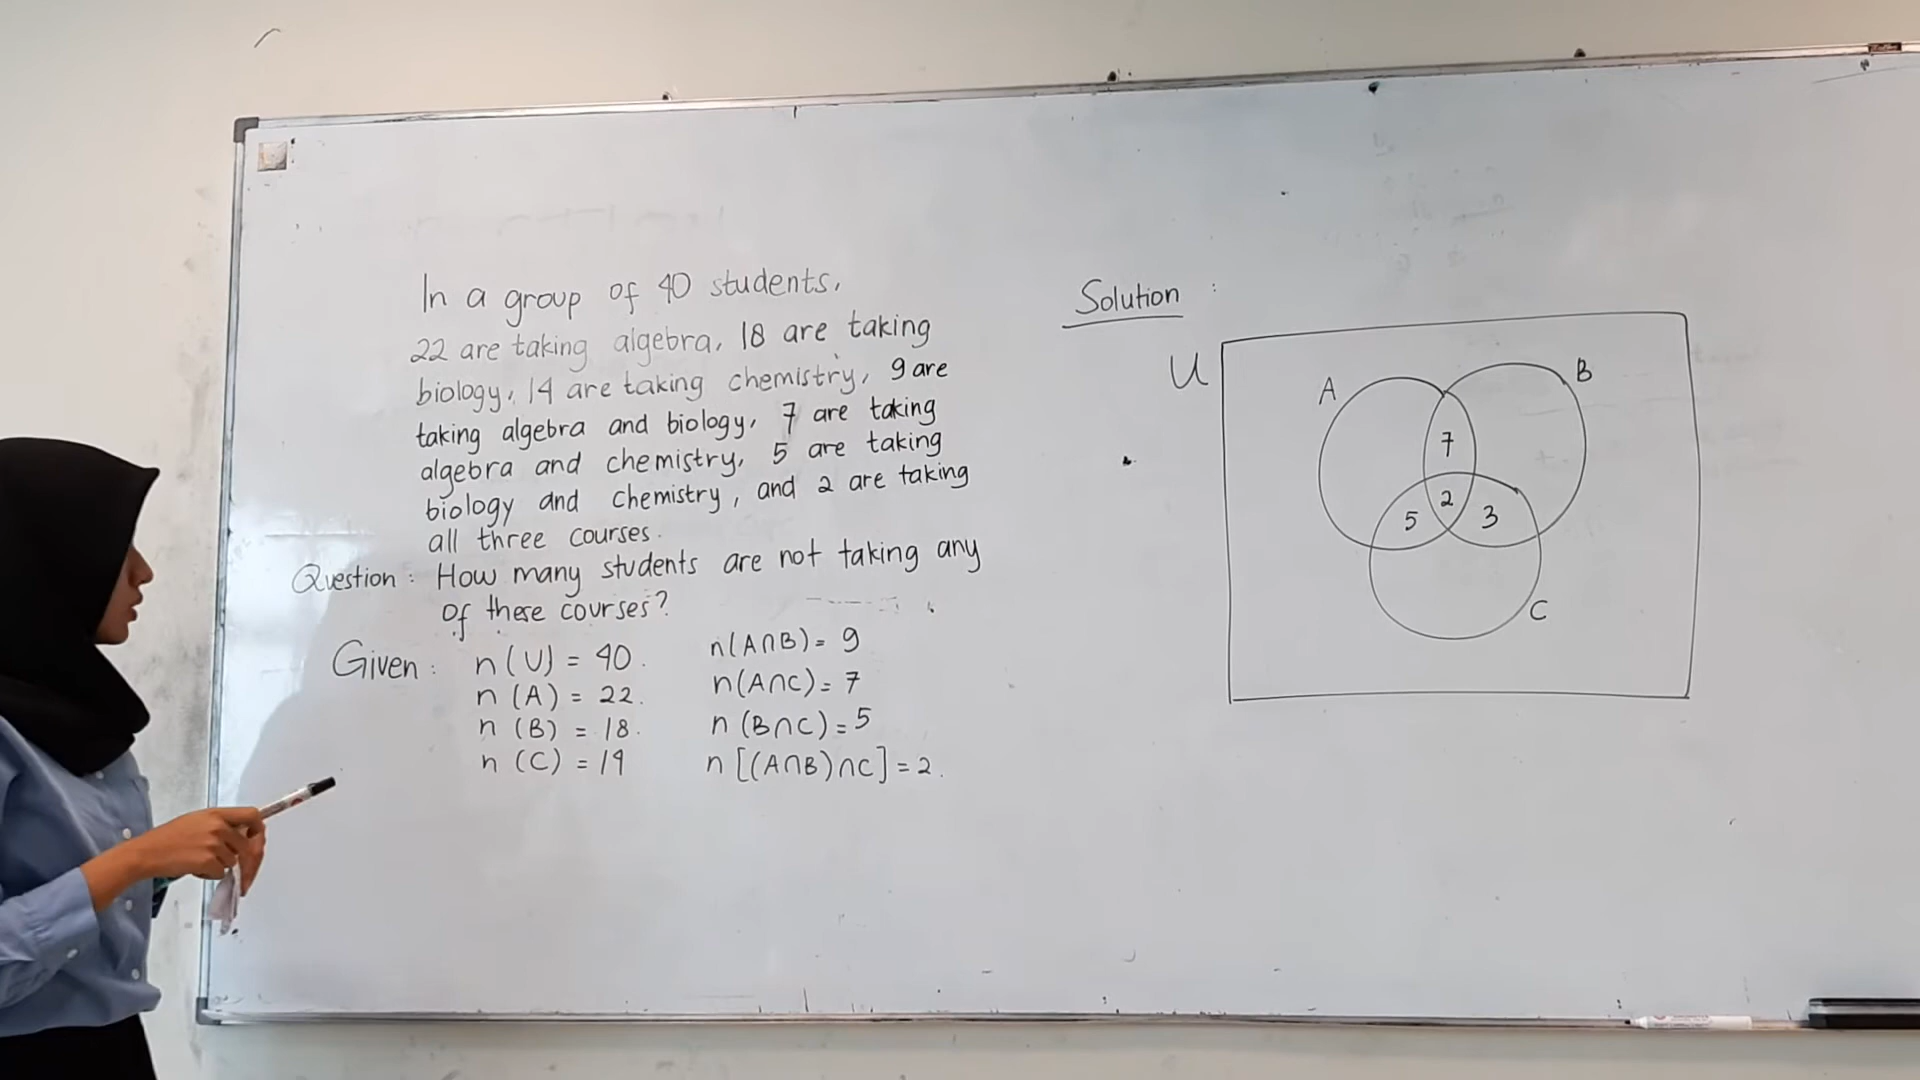 In a group of 40 students,
22 are taking algebra, 18 are taking
biology, 14 are taking chemistry, 9 are
taking algebra and biology, 7 are taking
algebra and chemistry, 5 are taking
biology and chemistry, and 2 are taking
all three courses.
Question: How many students are not taking any
of these courses?
Given: n(U) = 40. n(A∩B) = 9
n(A) = 22. n(A∩C) = 7
n(B) = 18. n(B∩C) = 5
n(C) = 14 n[(A∩B)∩C] = 2.
Solution:
U
A
B
7
2
5
3
C